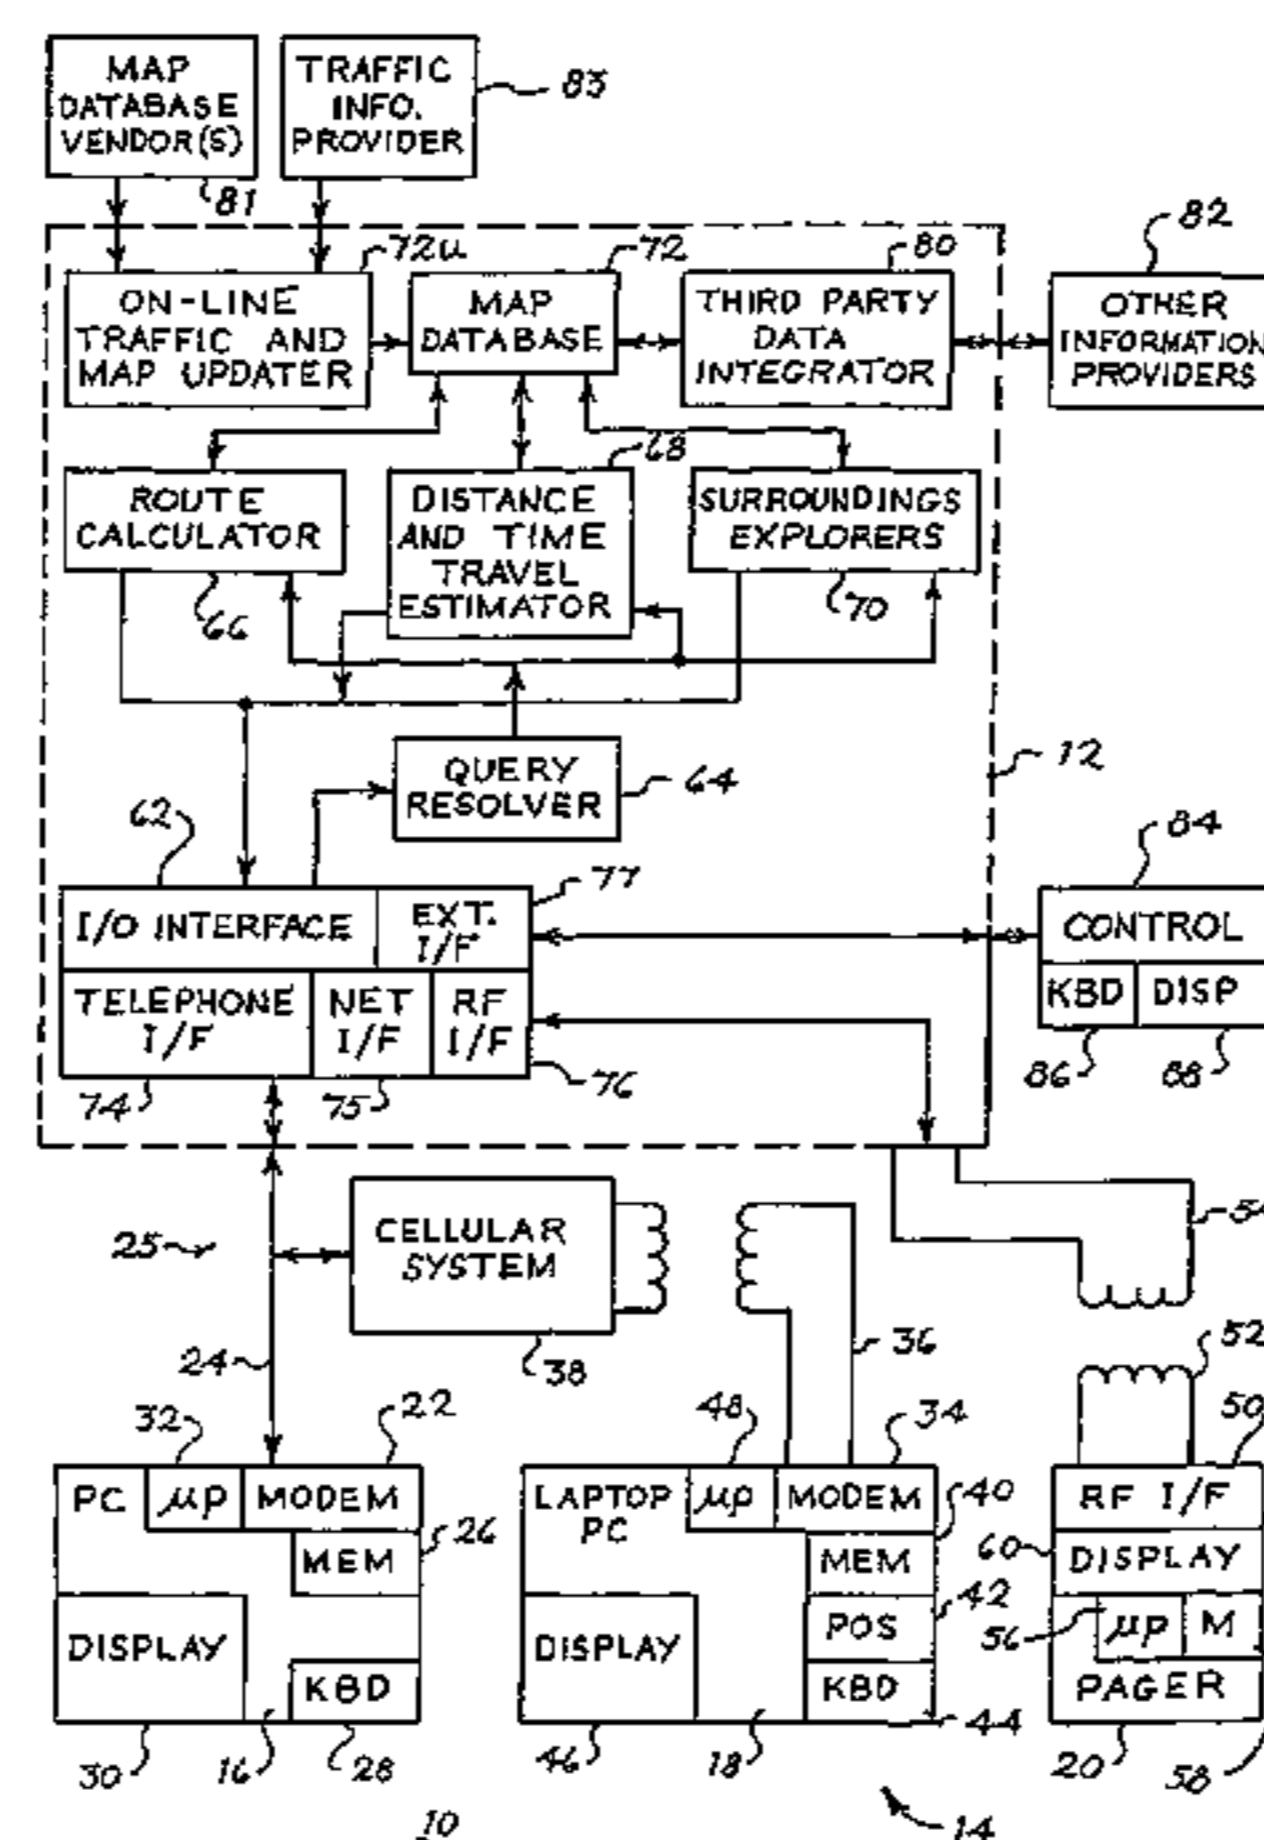 MAP
DATABASE
VENDOR(S)
81
TRAFFIC
INFO.
PROVIDER
83
72u
ON-LINE
TRAFFIC AND
MAP UPDATER
72
MAP
DATABASE
80
THIRD PARTY
DATA
INTEGRATOR
82
OTHER
INFORMATION
PROVIDERS
ROUTE
CALCULATOR
66
68
DISTANCE
AND TIME
TRAVEL
ESTIMATOR
SURROUNDINGS
EXPLORERS
70
QUERY
RESOLVER
64
12
62
I/O INTERFACE
EXT.
I/F
77
TELEPHONE
I/F
NET
I/F
RF
I/F
74
75
76
84
CONTROL
KBD
DISP
86
88
25
CELLULAR
SYSTEM
38
24
36
54
52
32
22
PC
µP
MODEM
MEM
26
DISPLAY
KBD
30
16
28
48
34
LAPTOP
PC
µP
MODEM
40
MEM
42
POS
DISPLAY
KBD
44
46
18
50
RF I/F
60
DISPLAY
56
µP
M
PAGER
20
58
10
14